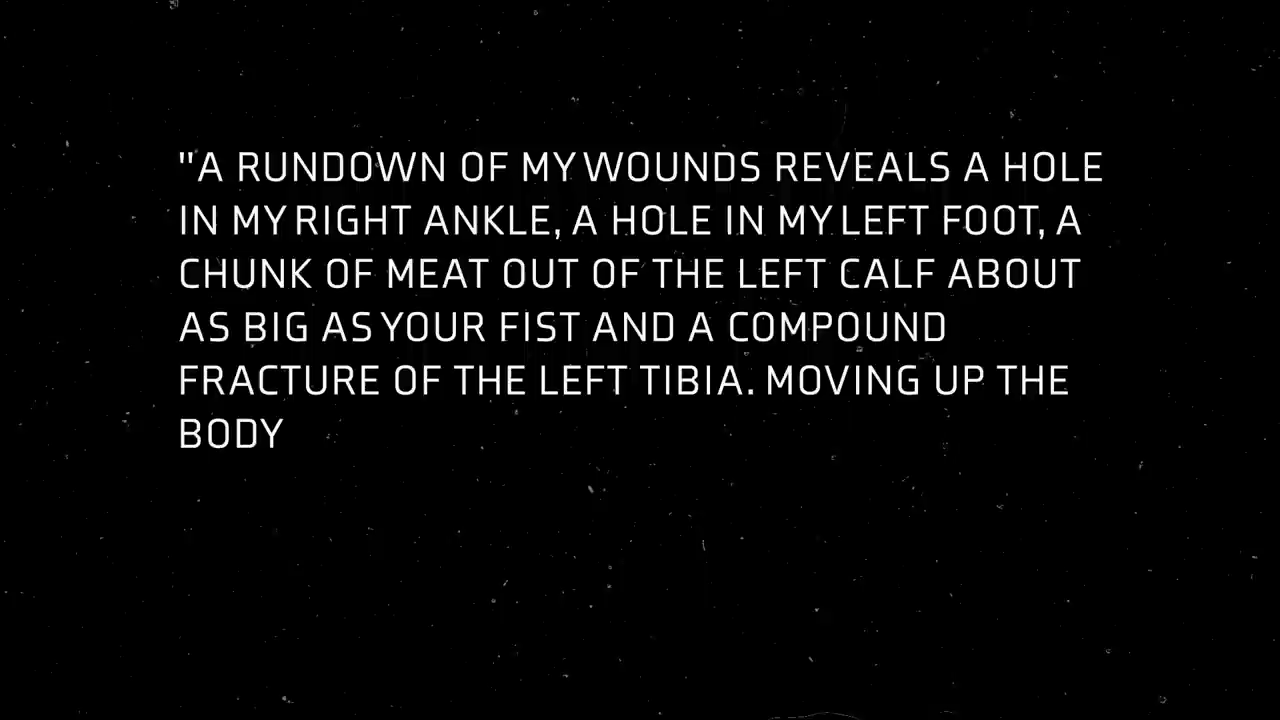 "A RUNDOWN OF MY WOUNDS REVEALS A HOLE
IN MY RIGHT ANKLE, A HOLE IN MY LEFT FOOT, A
CHUNK OF MEAT OUT OF THE LEFT CALF ABOUT
AS BIG AS YOUR FIST AND A COMPOUND
FRACTURE OF THE LEFT TIBIA. MOVING UP THE
BODY